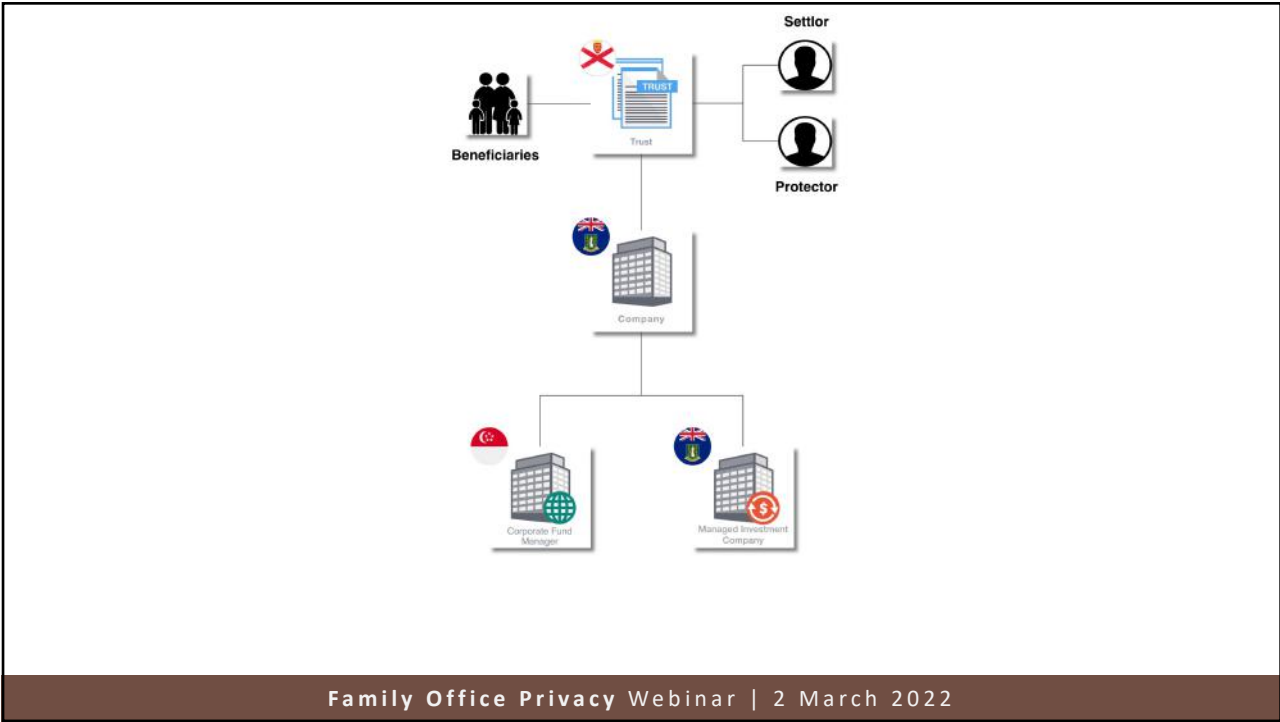 Settlor
TRUST
Trust
Beneficiaries
Protector
Company
Corporate Fund
Manager
Managed Investment
Company
Family Office Privacy Webinar | 2 March 2022